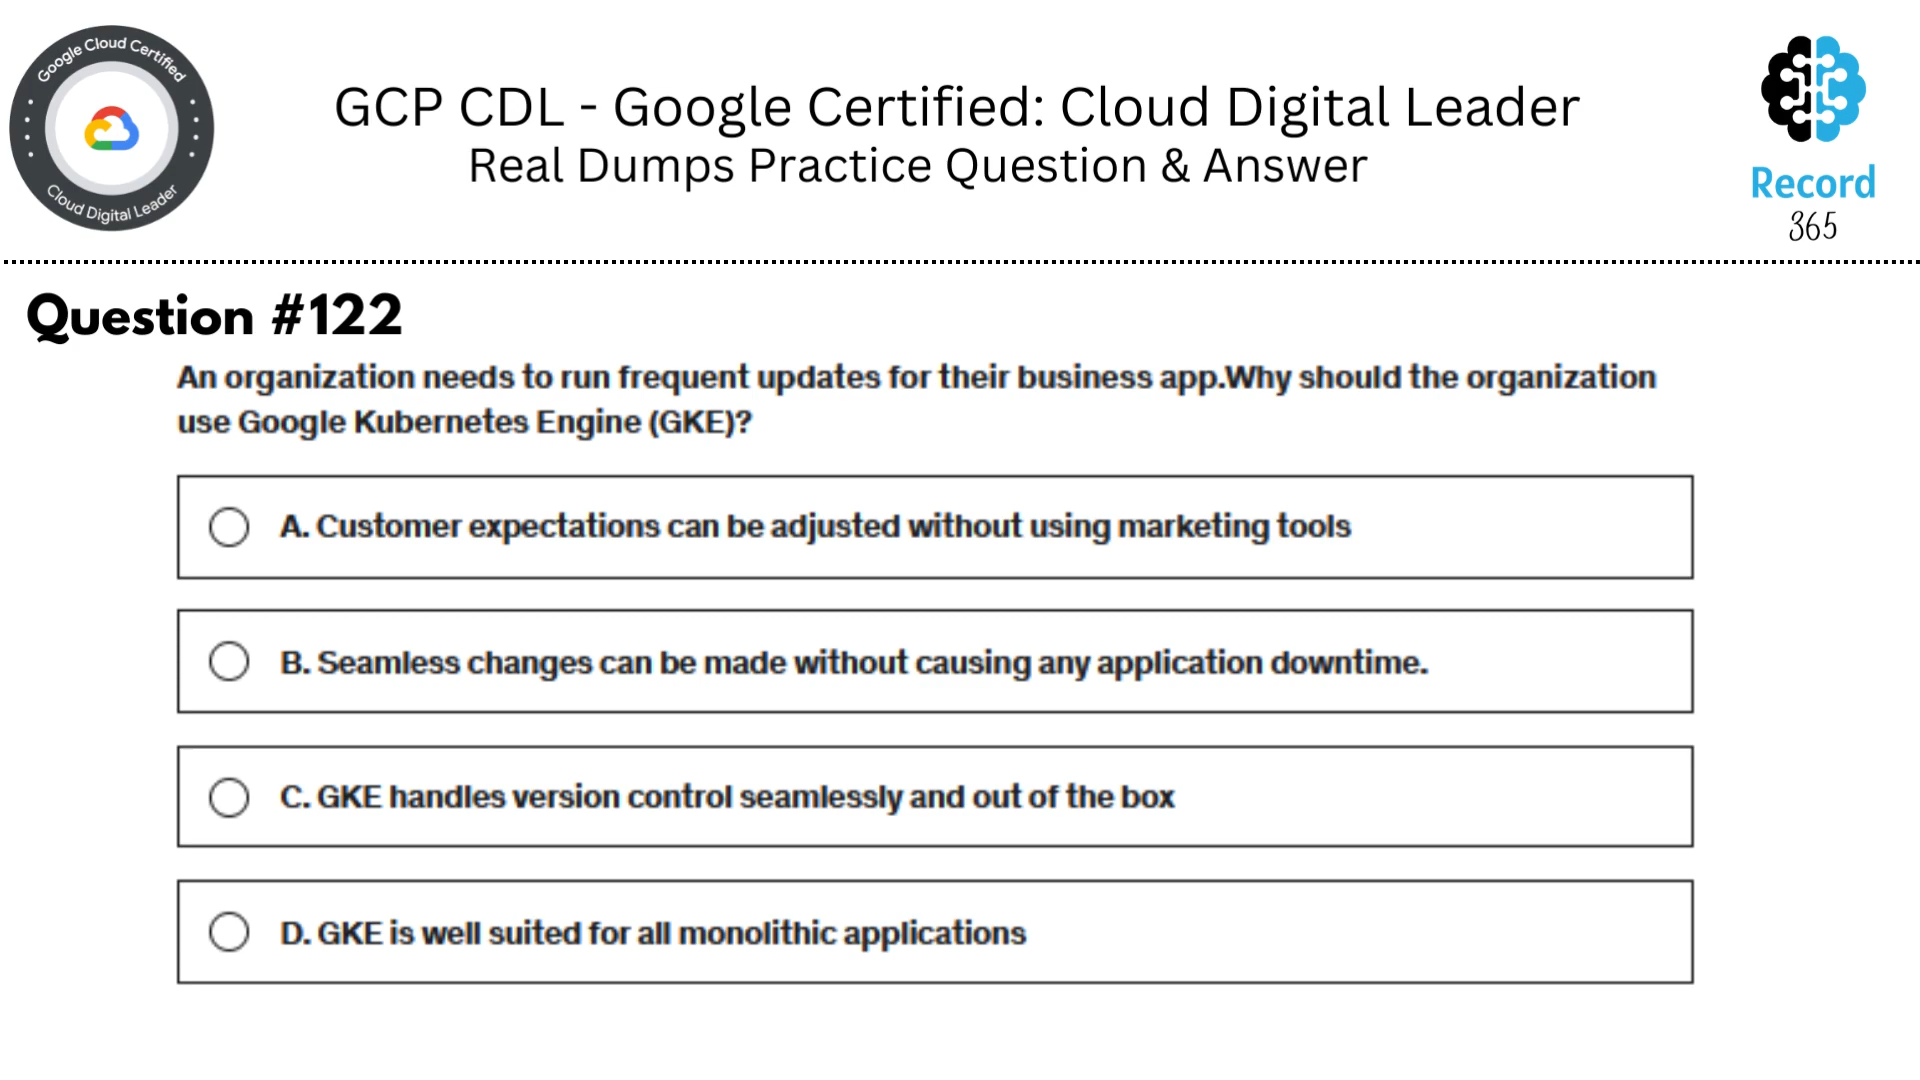 Google Cloud Certified
Cloud Digital Leader
GCP CDL - Google Certified: Cloud Digital Leader
Real Dumps Practice Question & Answer
Record
365
Question #122
An organization needs to run frequent updates for their business app.Why should the organization
use Google Kubernetes Engine (GKE)?
A. Customer expectations can be adjusted without using marketing tools
B. Seamless changes can be made without causing any application downtime.
C. GKE handles version control seamlessly and out of the box
D. GKE is well suited for all monolithic applications